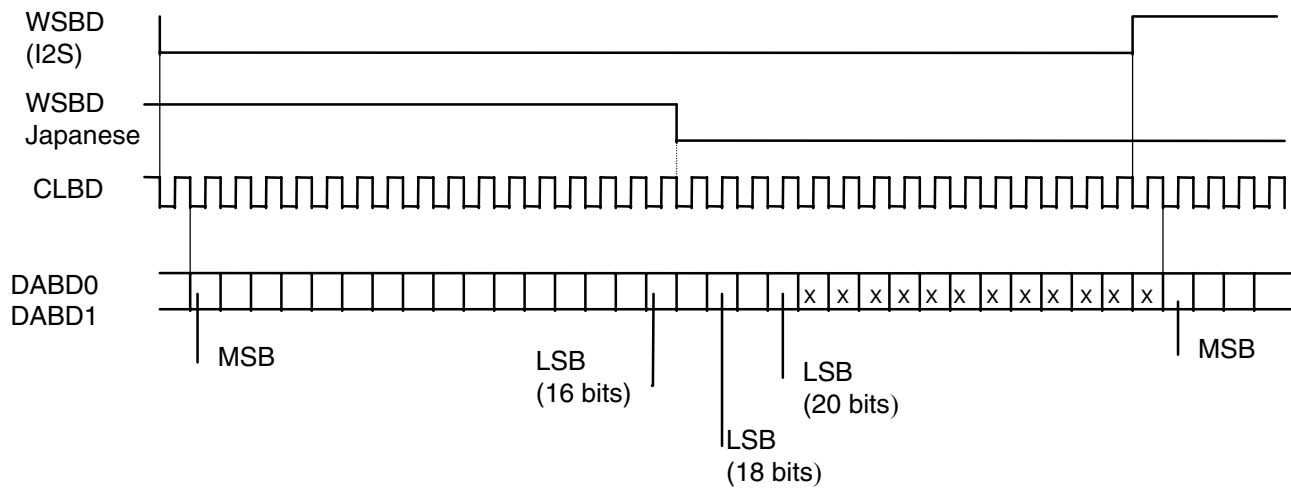 WSBD
(I2S)
WSBD
Japanese
CLBD
DABD0
DABD1
x x x x x x x x x x x x
MSB
LSB
(16 bits)
LSB
(18 bits)
LSB
(20 bits)
MSB